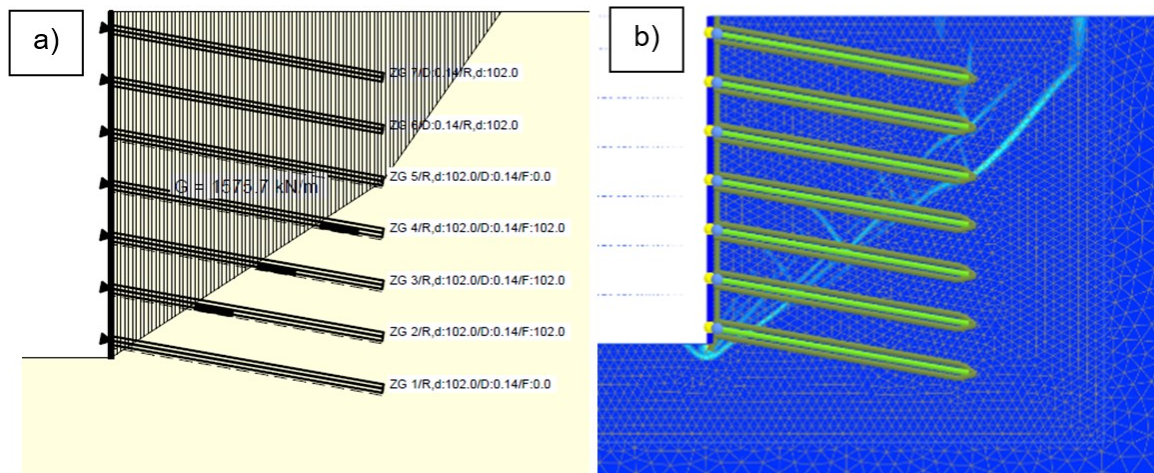 a)
b)
ZG 7/D:0.14/R,d:102.0
ZG 6/D:0.14/R,d:102.0
ZG 5/R,d:102.0/D:0.14/F:0.0
G = 1575.7 kN/m
ZG 4/R,d:102.0/D:0.14/F:102.0
ZG 3/R,d:102.0/D:0.14/F:102.0
ZG 2/R,d:102.0/D:0.14/F:102.0
ZG 1/R,d:102.0/D:0.14/F:0.0